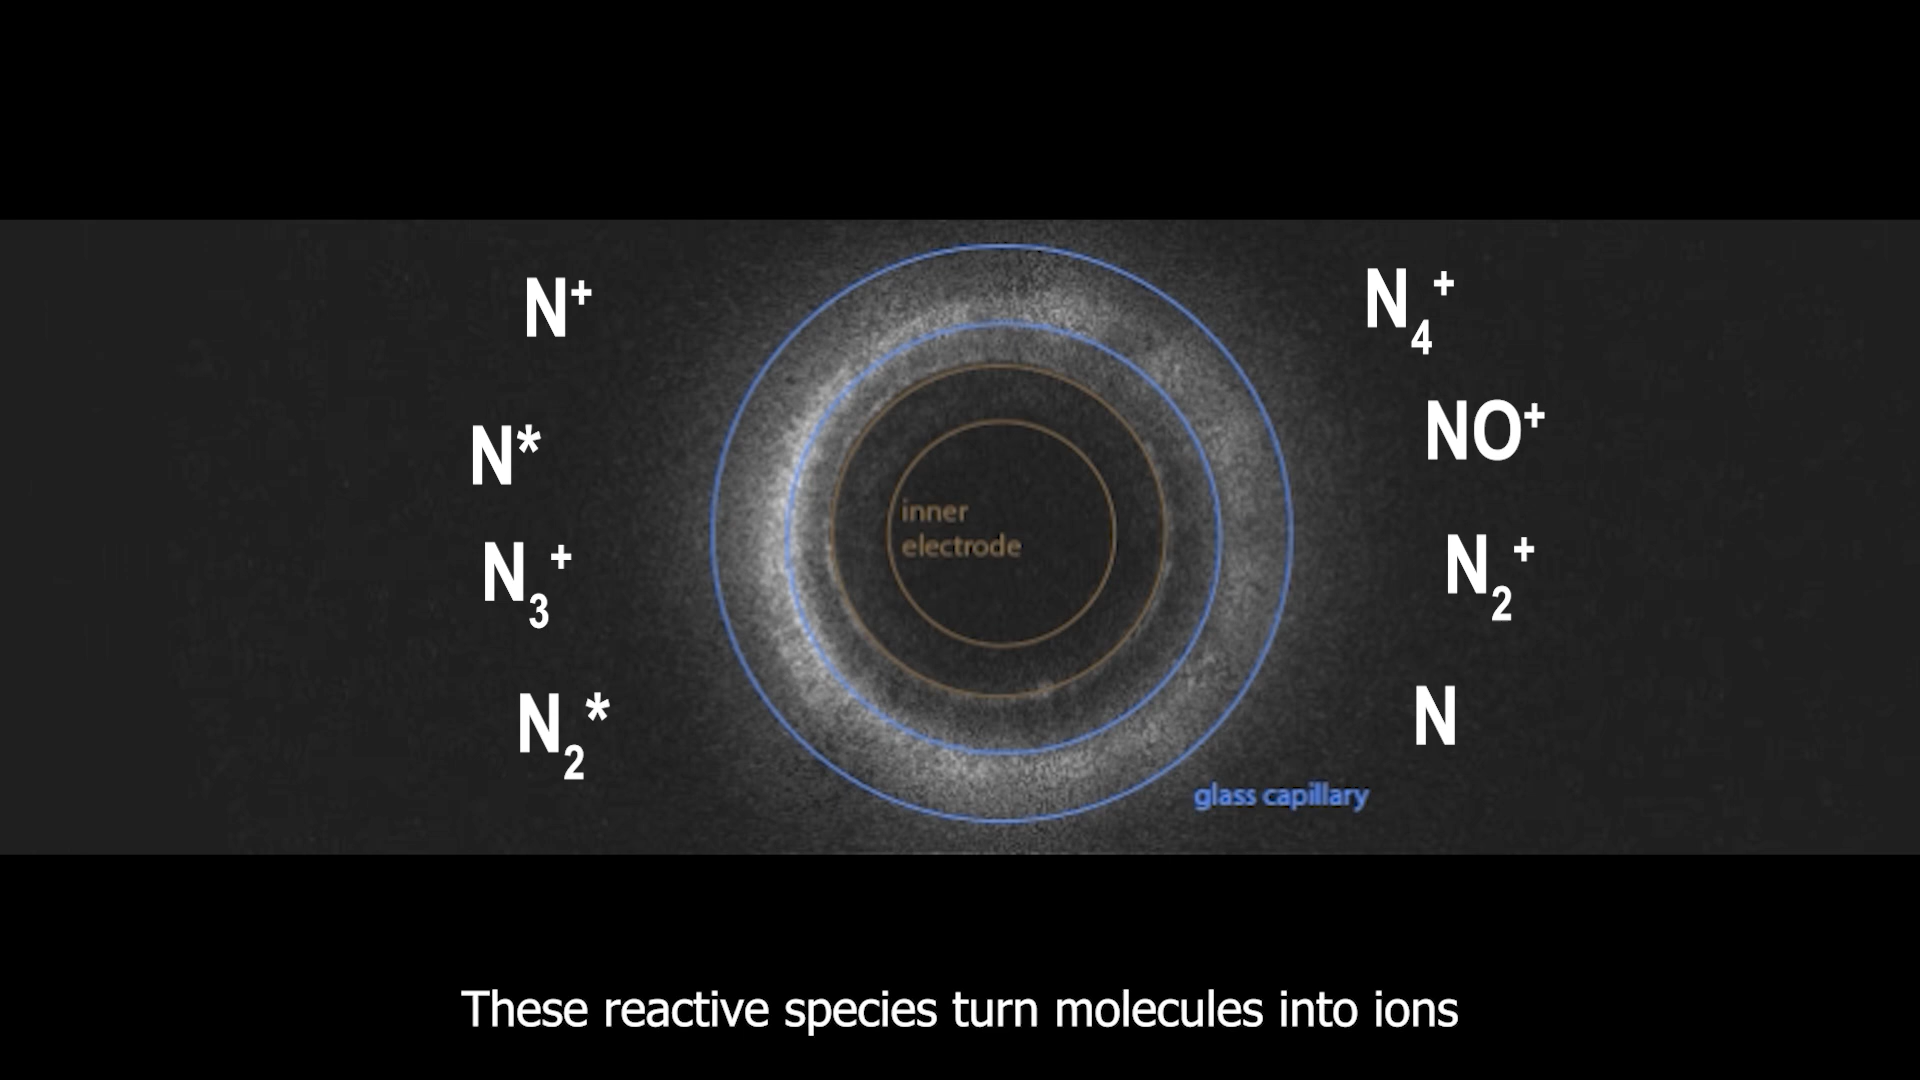 N⁺
N*
N₃⁺
N₂*
inner
electrode
N₄⁺
NO⁺
N₂⁺
N
glass capillary
These reactive species turn molecules into ions